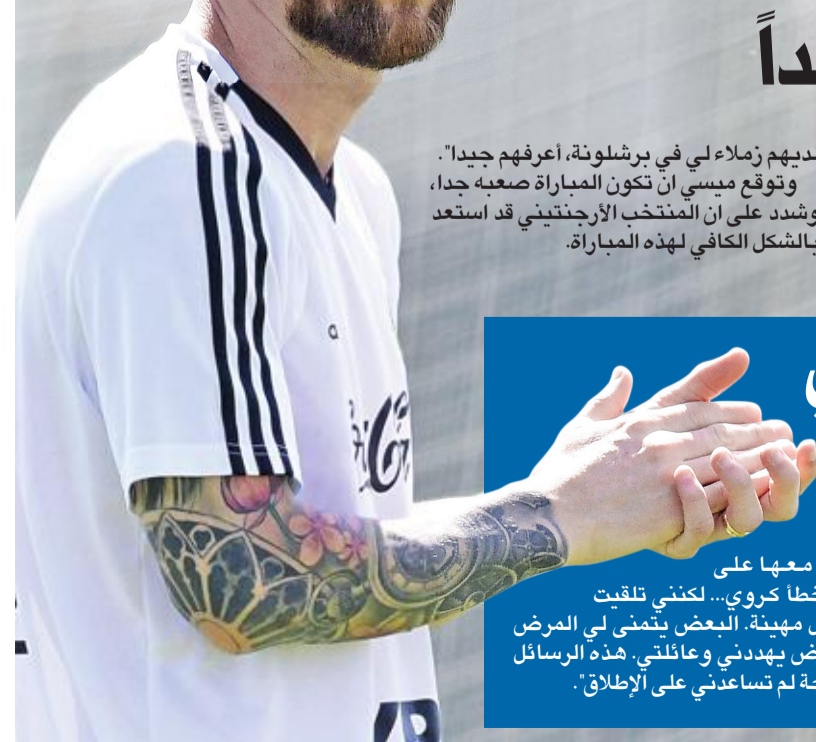 داً
لديهم زملاء لي في برشلونة، أعرفهم جيدا".
وتوقع ميسي ان تكون المباراة صعبه جدا،
وشدد على ان المنتخب الأرجنتيني قد استعد
بالشكل الكافي لهذه المباراة.
معها على
خطأ كروي... لكنني تلقيت
مهينة. البعض يتمنى لي المرض
يهددني وعائلتي. هذه الرسائل
لم تساعدني على الإطلاق".